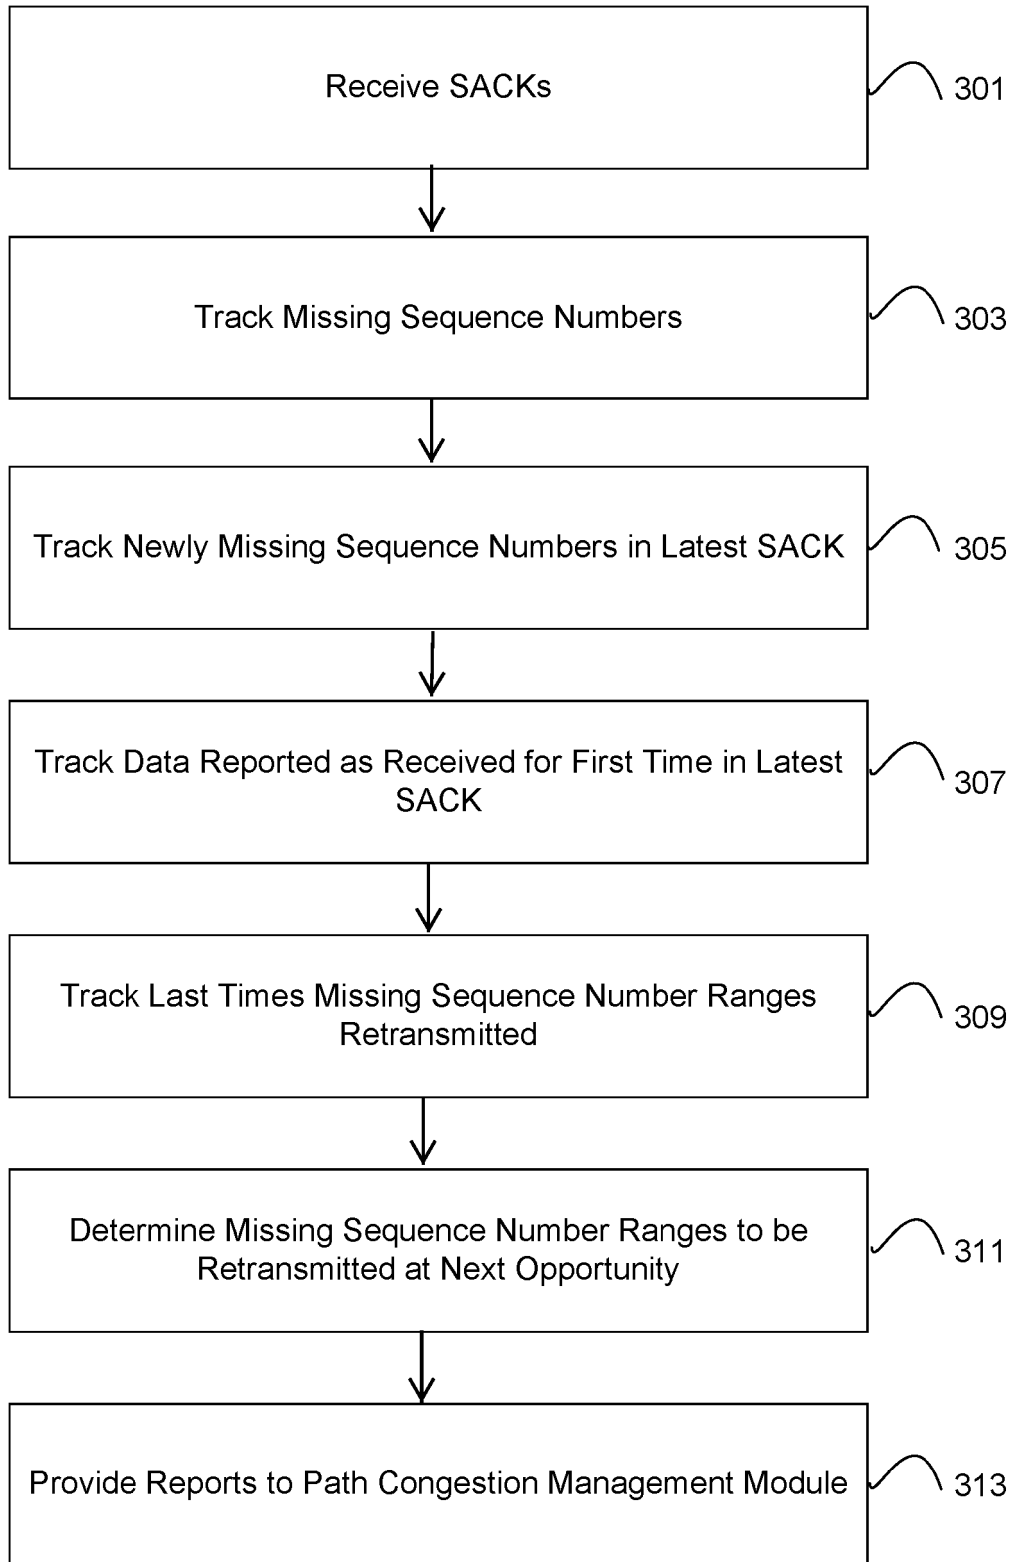 Receive SACKs
301
Track Missing Sequence Numbers
303
Track Newly Missing Sequence Numbers in Latest SACK
305
Track Data Reported as Received for First Time in Latest
SACK
307
Track Last Times Missing Sequence Number Ranges
Retransmitted
309
Determine Missing Sequence Number Ranges to be
Retransmitted at Next Opportunity
311
Provide Reports to Path Congestion Management Module
313